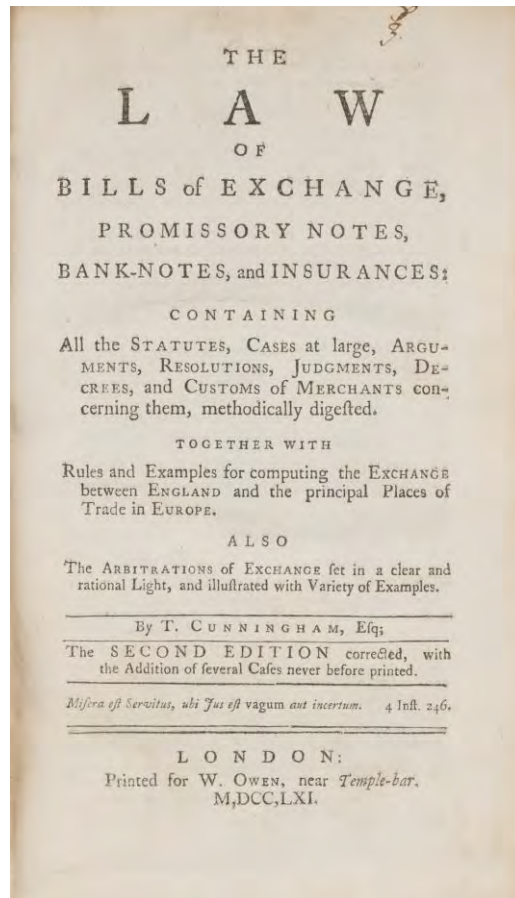 THE
LAW
OF
BILLS of EXCHANGE,
PROMISSORY NOTES,
BANK-NOTES, and INSURANCES:
CONTAINING
All the STATUTES, CASES at large, ARGU-
MENTS, RESOLUTIONS, JUDGMENTS, DE-
CREES, and CUSTOMS of MERCHANTS con-
cerning them, methodically digeſted.
TOGETHER WITH
Rules and Examples for computing the EXCHANGE
between ENGLAND and the principal Places of
Trade in EUROPE.
ALSO
The ARBITRATIONS of EXCHANGE ſet in a clear and
rational Light, and illuſtrated with Variety of Examples.
By T. CUNNINGHAM, Eſq;
The SECOND EDITION corrected, with
the Addition of ſeveral Caſes never before printed.
Miſera eſt Servitus, ubi Jus eſt vagum aut incertum. 4 Inſt. 246.
LONDON:
Printed for W. OWEN, near Temple-bar.
M,DCC,LXI.